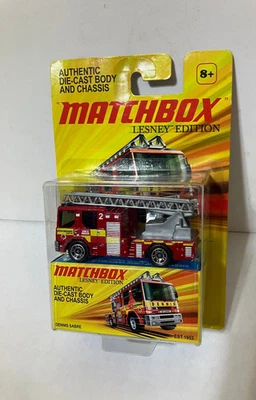 AUTHENTIC
DIE-CAST BODY
AND CHASSIS
8+
MATCHBOX
LESNEY EDITION
2
MATCHBOX
LESNEY EDITION
AUTHENTIC
DIE-CAST BODY
AND CHASSIS
DENNIS
DENNIS SABRE
EST. 1953